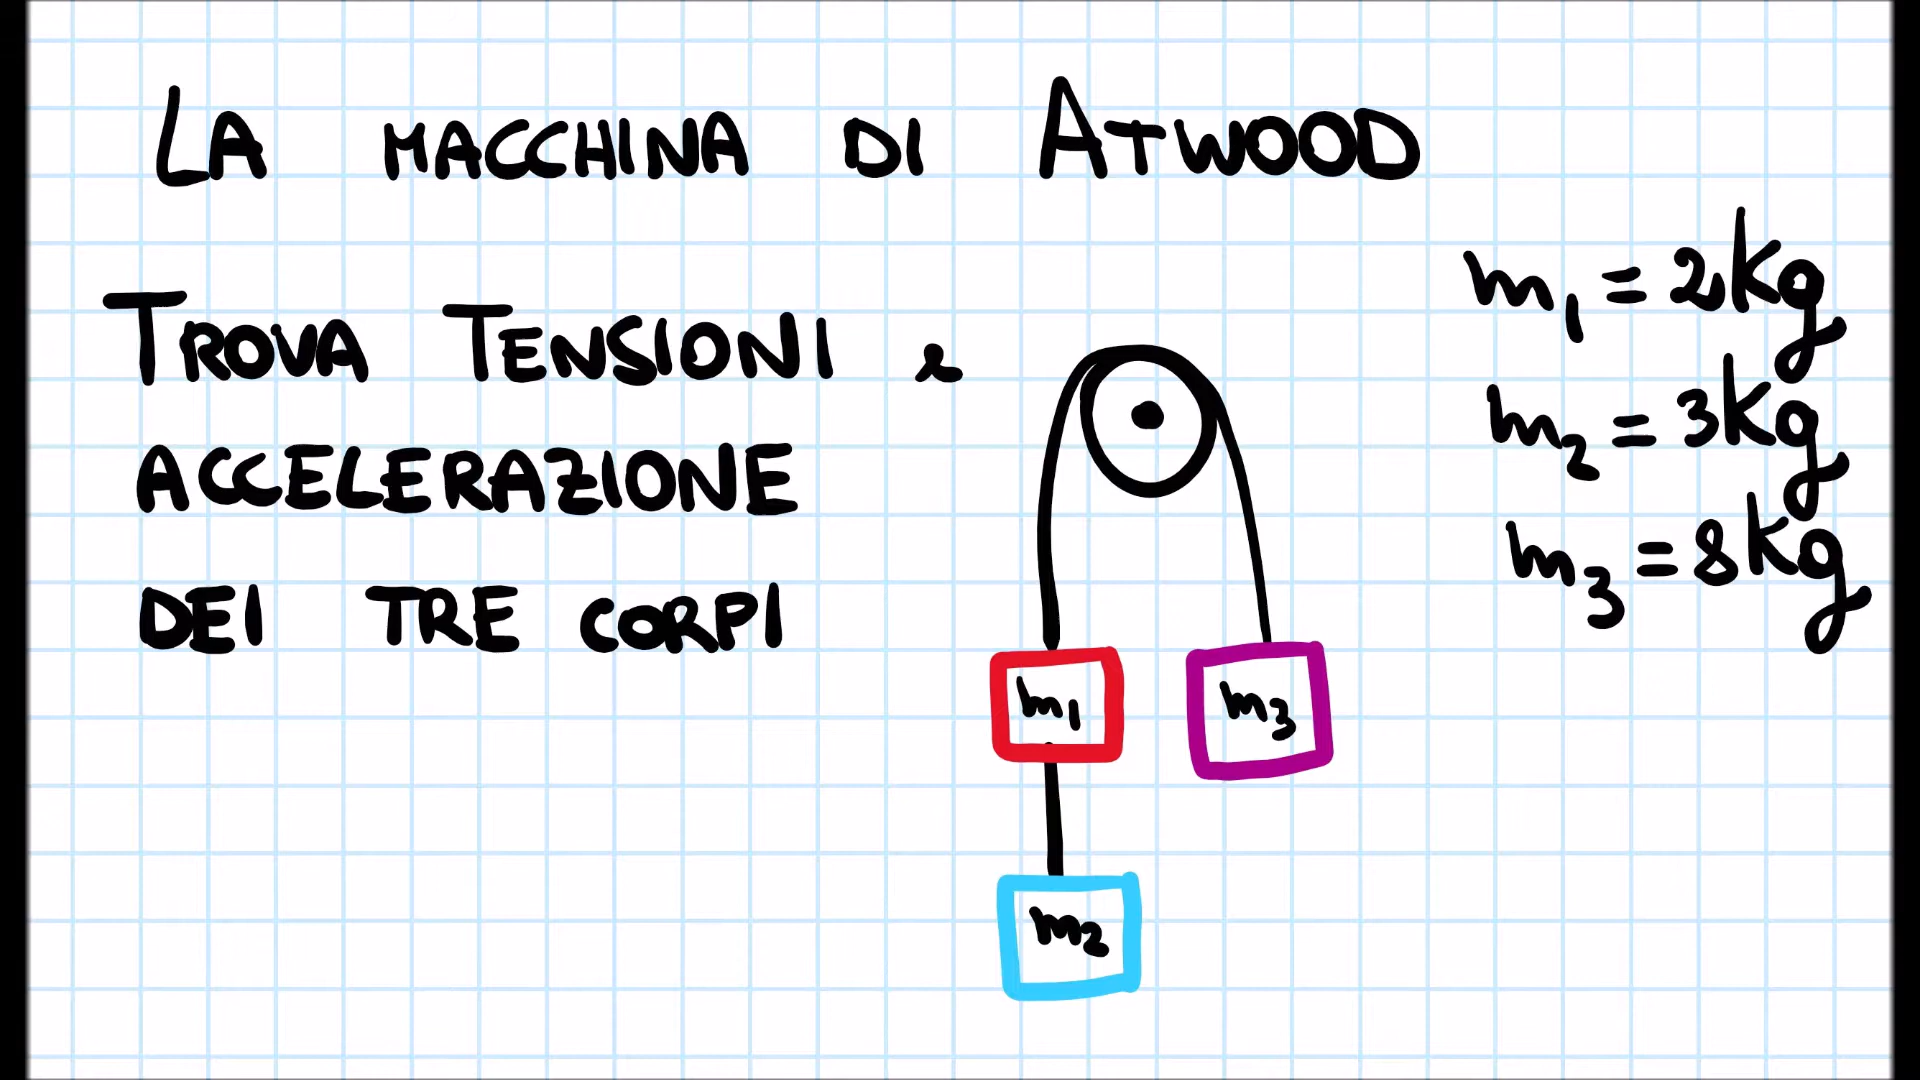 LA MACCHINA DI ATWOOD
TROVA TENSIONI e
ACCELERAZIONE
DEI TRE CORPI
m1 = 2Kg
m2 = 3Kg
m3 = 8Kg
m1
m3
m2